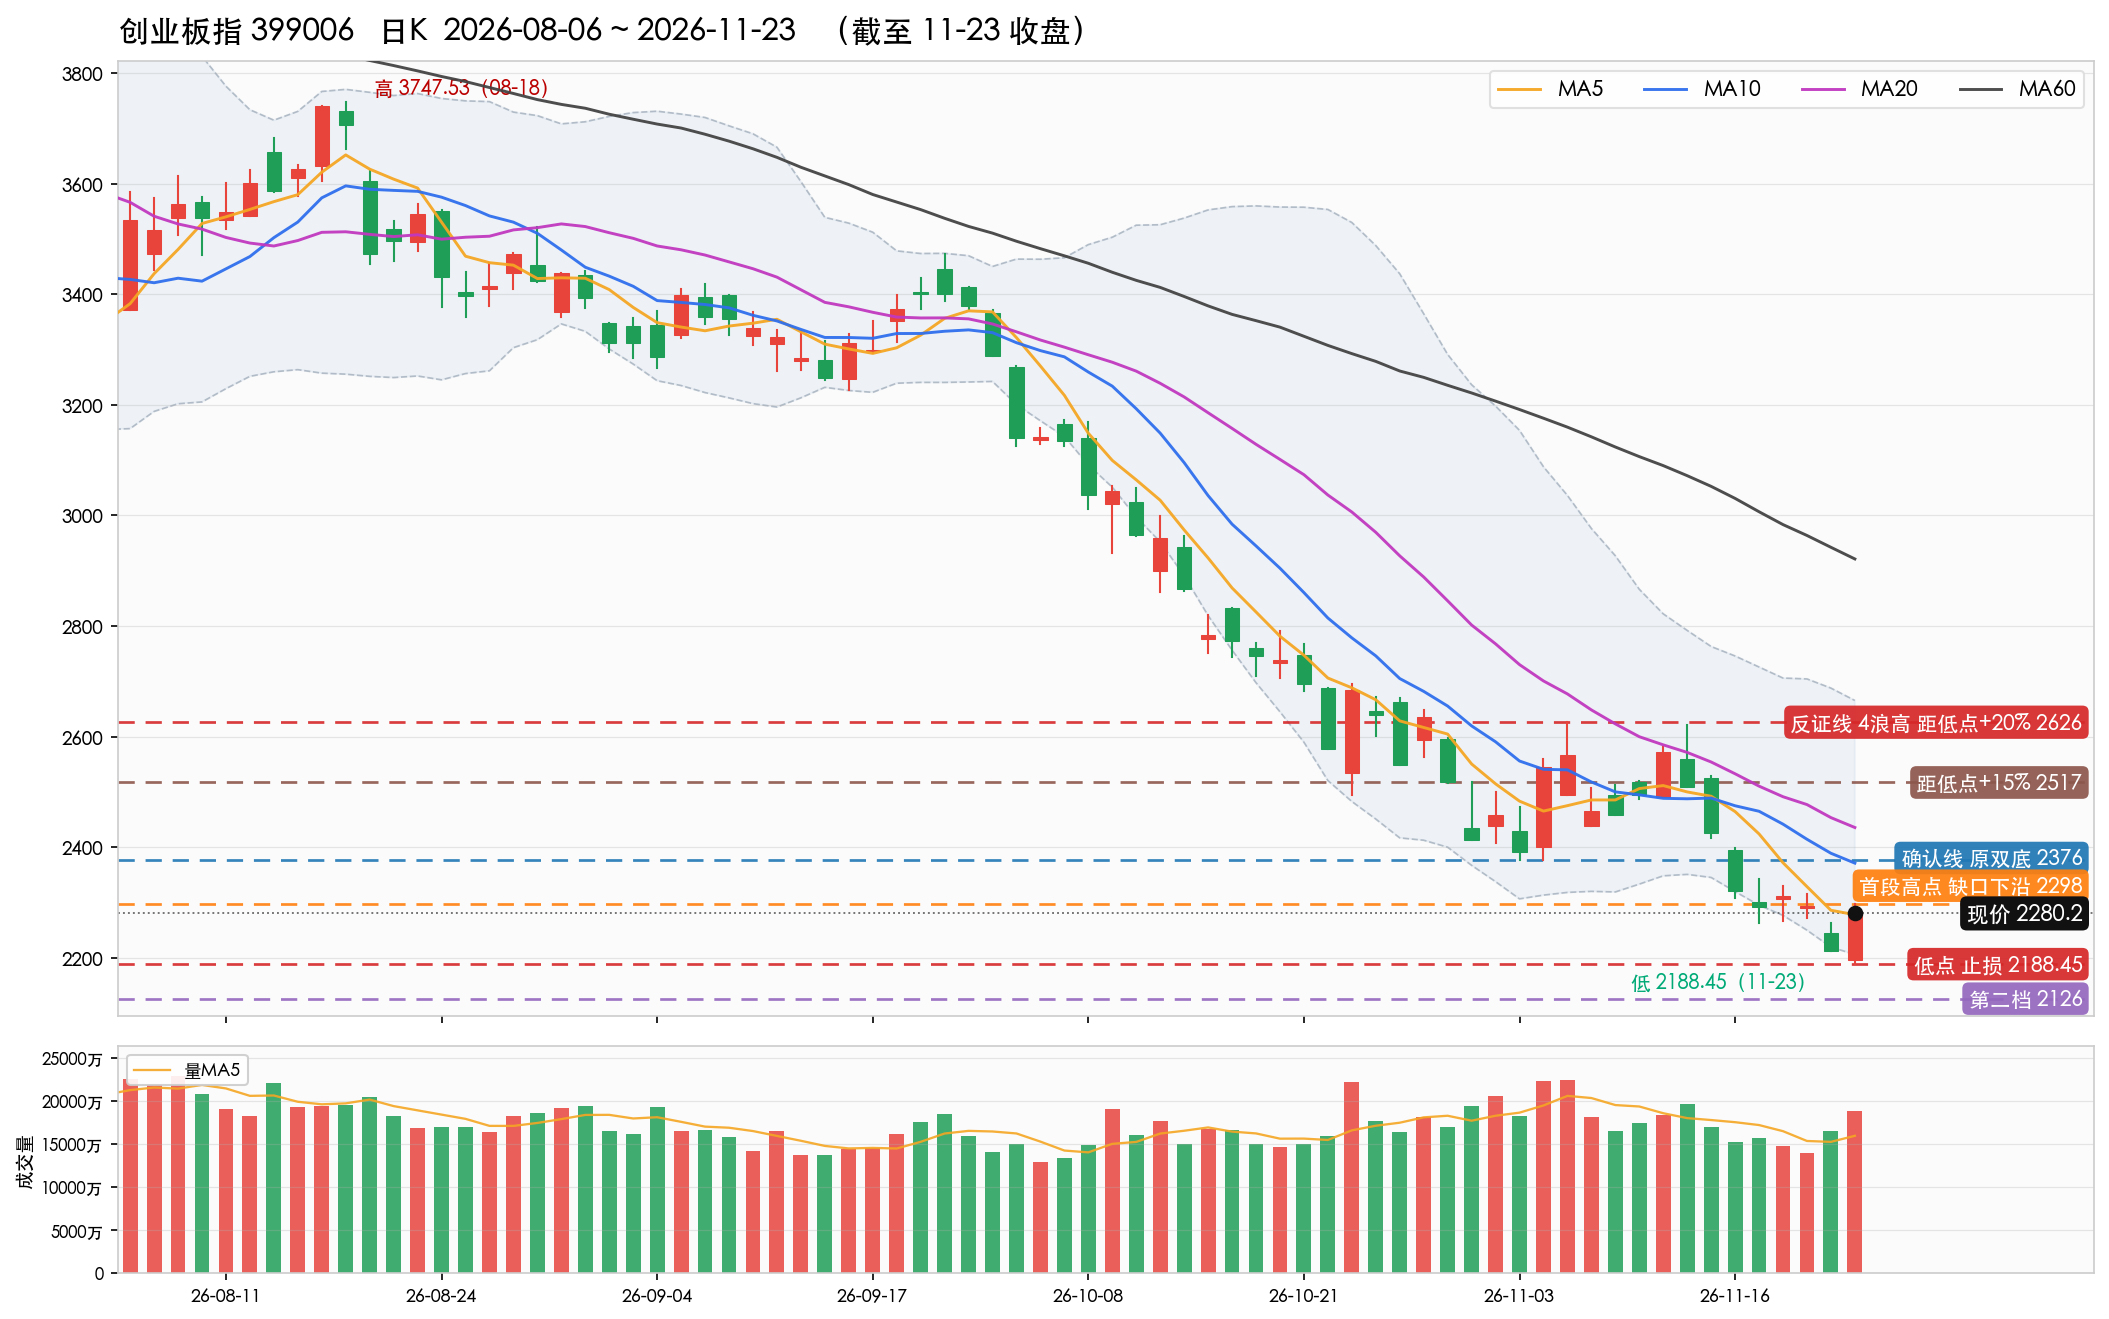 创业板指 399006 日K 2026-08-06 ~ 2026-11-23 （截至 11-23 收盘）
高 3747.53（08-18）
MA5 MA10 MA20 MA60
3800
3600
3400
3200
3000
2800
2600
2400
2200
反证线 4浪高 距低点+20% 2626
距低点+15% 2517
确认线 原双底 2376
首段高点 缺口下沿 2298
现价 2280.2
低点 止损 2188.45
低 2188.45（11-23）
第二档 2126
量MA5
成交量
25000万
20000万
15000万
10000万
5000万
0
26-08-11 26-08-24 26-09-04 26-09-17 26-10-08 26-10-21 26-11-03 26-11-16